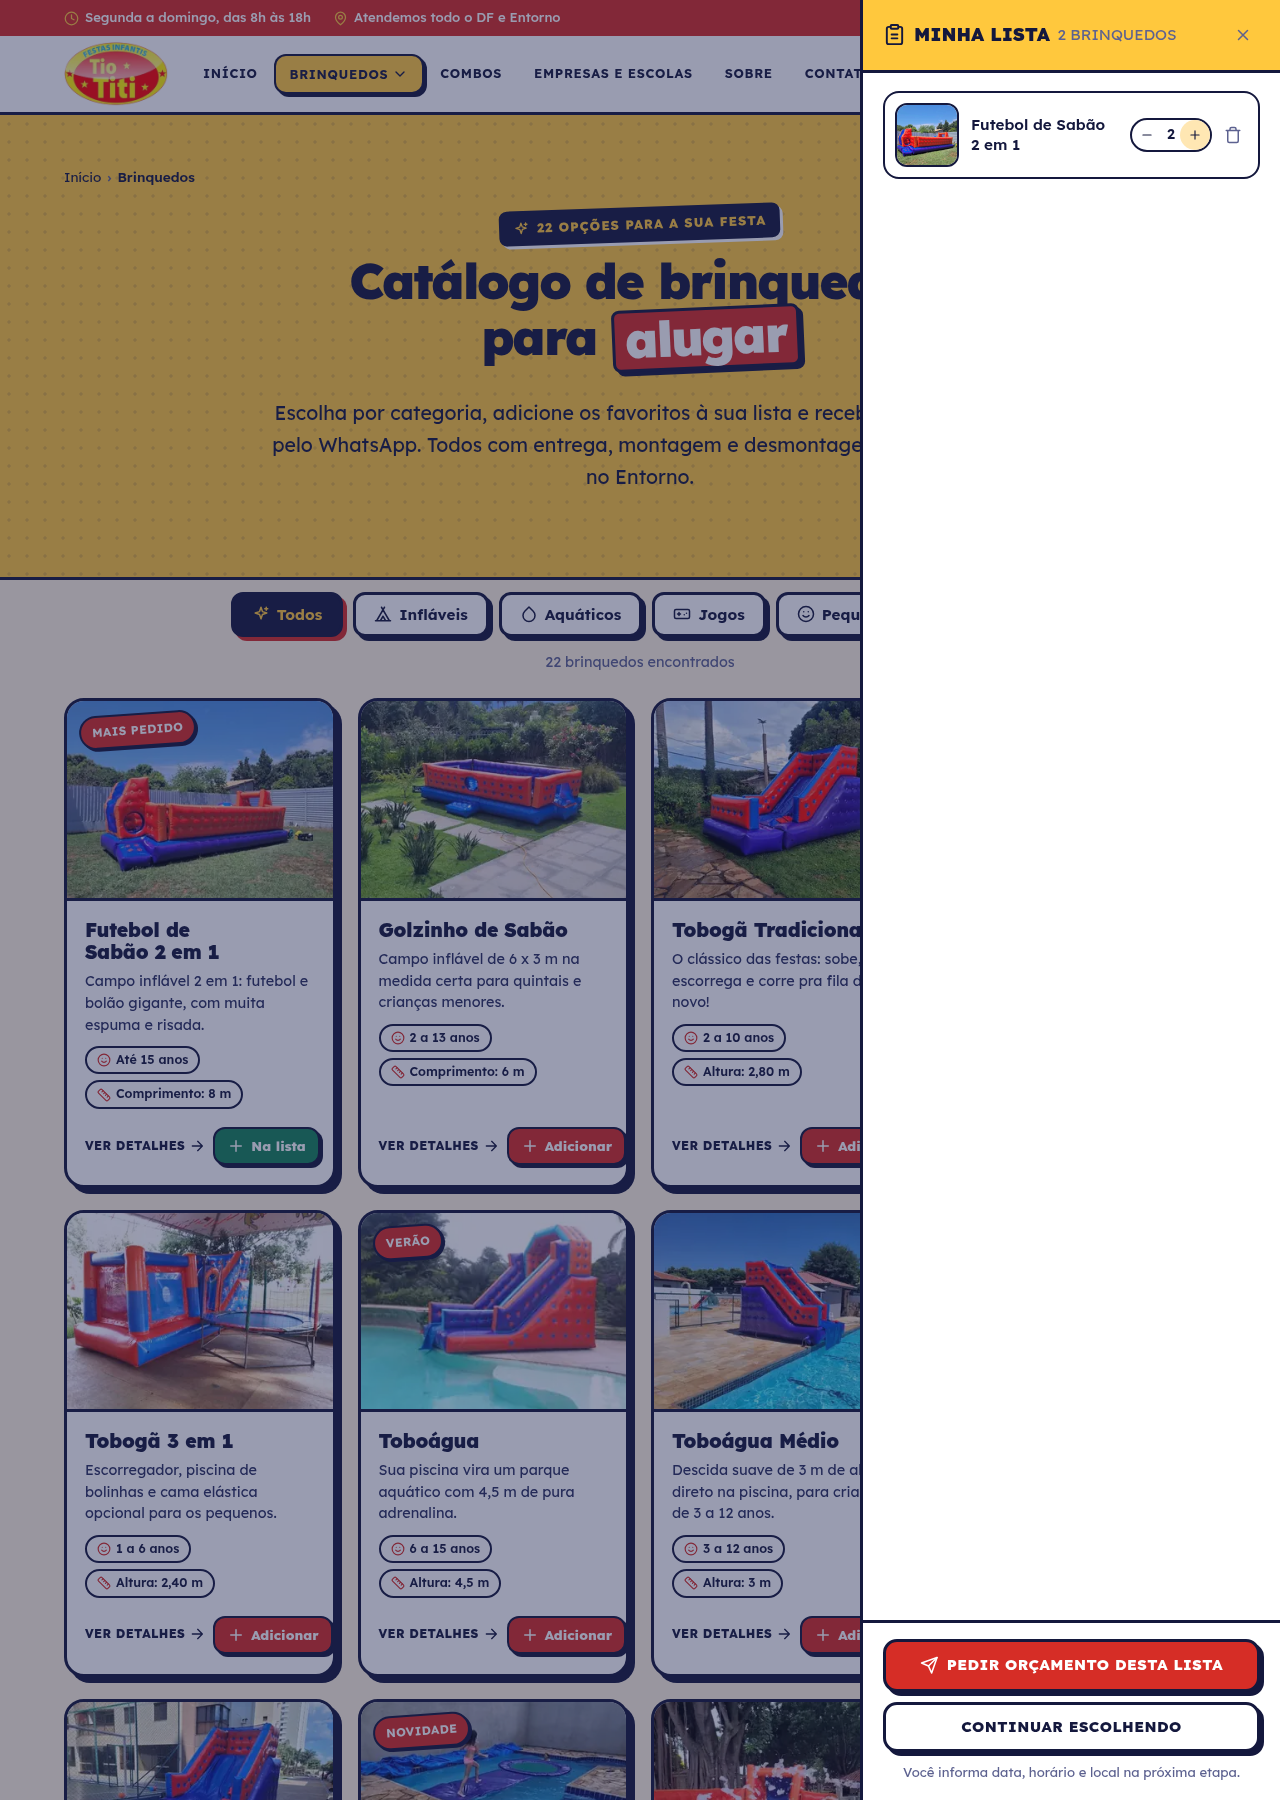 Segunda a domingo, das 8h às 18h
Atendemos todo o DF e Entorno
FESTAS INFANTIS
Tio
Titi
INÍCIO
BRINQUEDOS
COMBOS
EMPRESAS E ESCOLAS
SOBRE
CONTAT
Início › Brinquedos
22 OPÇÕES PARA A SUA FESTA
Catálogo de brinqued
para alugar
Escolha por categoria, adicione os favoritos à sua lista e receb
pelo WhatsApp. Todos com entrega, montagem e desmontage
no Entorno.
Todos
Infláveis
Aquáticos
Jogos
Pequ
22 brinquedos encontrados
MAIS PEDIDO
Futebol de
Sabão 2 em 1
Campo inflável 2 em 1: futebol e
bolão gigante, com muita
espuma e risada.
Até 15 anos
Comprimento: 8 m
VER DETALHES
Na lista
Golzinho de Sabão
Campo inflável de 6 x 3 m na
medida certa para quintais e
crianças menores.
2 a 13 anos
Comprimento: 6 m
VER DETALHES
Adicionar
Tobogã Tradiciona
O clássico das festas: sobe,
escorrega e corre pra fila d
novo!
2 a 10 anos
Altura: 2,80 m
VER DETALHES
Adi
Tobogã 3 em 1
Escorregador, piscina de
bolinhas e cama elástica
opcional para os pequenos.
1 a 6 anos
Altura: 2,40 m
VER DETALHES
Adicionar
VERÃO
Toboágua
Sua piscina vira um parque
aquático com 4,5 m de pura
adrenalina.
6 a 15 anos
Altura: 4,5 m
VER DETALHES
Adicionar
Toboágua Médio
Descida suave de 3 m de al
direto na piscina, para cria
de 3 a 12 anos.
3 a 12 anos
Altura: 3 m
VER DETALHES
Adi
NOVIDADE
MINHA LISTA 2 BRINQUEDOS
Futebol de Sabão
2 em 1
2
PEDIR ORÇAMENTO DESTA LISTA
CONTINUAR ESCOLHENDO
Você informa data, horário e local na próxima etapa.